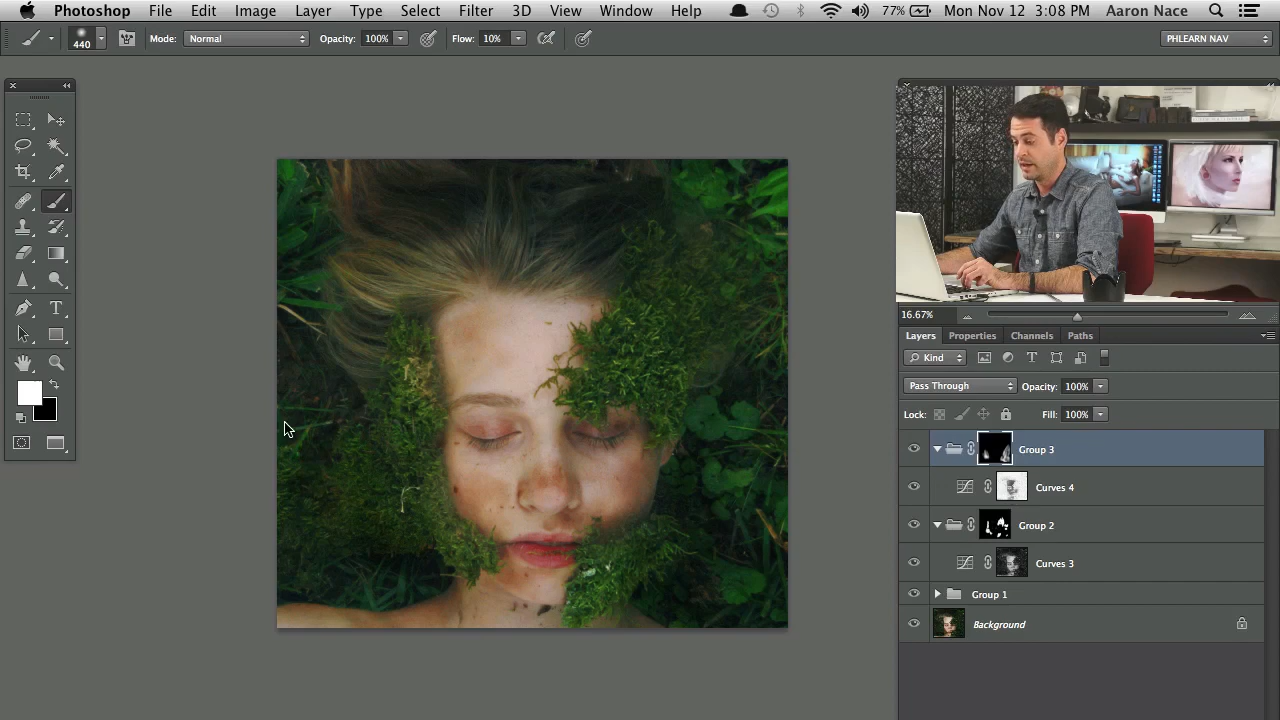 Photoshop File Edit Image Layer Type Select Filter 3D View Window Help 77% Mon Nov 12 3:08 PM Aaron Nace
440 Mode: Normal Opacity: 100% Flow: 10% PHLEARN NAV
16.67%
Layers Properties Channels Paths
Kind
Pass Through Opacity: 100%
Lock: Fill: 100%
Group 3
Curves 4
Group 2
Curves 3
Group 1
Background